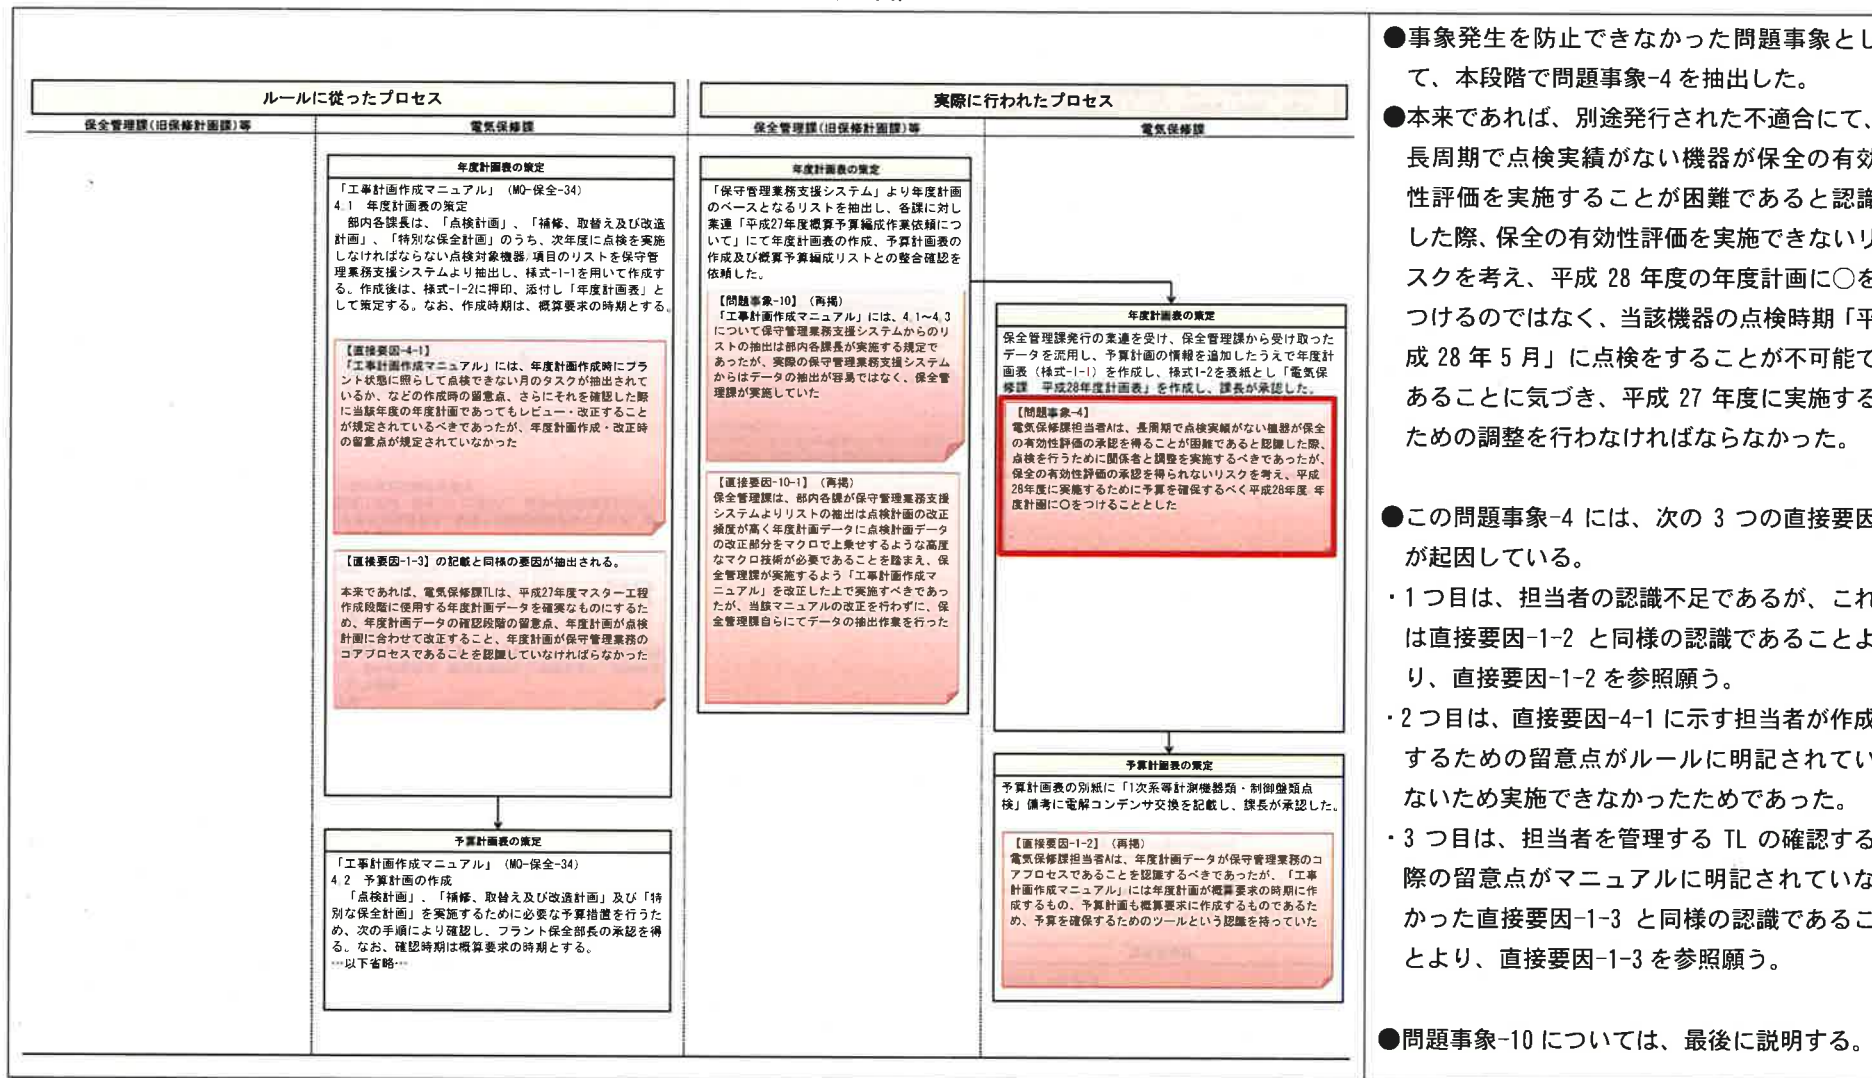 ルールに従ったプロセス
保全管理課(旧保修計画課)等
電気保修課
年度計画表の策定
「工事計画作成マニュアル」（MQ-保全-34）
4.1 年度計画表の策定
部内各課長は、「点検計画」、「補修、取替え及び改造
計画」、「特別な保全計画」のうち、次年度に点検を実施
しなければならない点検対象機器/項目のリストを保守管
理業務支援システムより抽出し、様式-1-1を用いて作成す
る。作成後は、様式-1-2に押印、添付し「年度計画表」と
して策定する。なお、作成時期は、概算要求の時期とする。
【直接要因-4-1】
「工事計画作成マニュアル」には、年度計画作成時にプラ
ント状態に照らして点検できない月のタスクが抽出されて
いるか、などの作成時の留意点、さらにそれを確認した際
に当該年度の年度計画であってもレビュー・改正すること
が規定されているべきであったが、年度計画作成・改正時
の留意点が規定されていなかった
【直接要因-1-3】の記載と同様の要因が抽出される。
本来であれば、電気保修課TLは、平成27年度マスター工程
作成段階に使用する年度計画データを確実なものにするた
め、年度計画データの確認段階の留意点、年度計画が点検
計画に合わせて改正すること、年度計画が保守管理業務の
コアプロセスであることを認識していなければらなかった
予算計画表の策定
「工事計画作成マニュアル」（MQ-保全-34）
4.2 予算計画の作成
「点検計画」、「補修、取替え及び改造計画」及び「特
別な保全計画」を実施するために必要な予算措置を行うた
め、次の手順により確認し、プラント保全部長の承認を得
る。なお、確認時期は概算要求の時期とする。
…以下省略…
実際に行われたプロセス
保全管理課(旧保修計画課)等
電気保修課
年度計画表の策定
「保守管理業務支援システム」より年度計画
のベースとなるリストを抽出し、各課に対し
業連「平成27年度概算予算編成作業依頼につ
いて」にて年度計画表の作成、予算計画表の
作成及び概算予算編成リストとの整合確認を
依頼した。
【問題事象-10】（再掲）
「工事計画作成マニュアル」には、4.1～4.3
について保守管理業務支援システムからのリ
ストの抽出は部内各課長が実施する規定で
あったが、実際の保守管理業務支援システム
からはデータの抽出が容易ではなく、保全管
理課が実施していた
【直接要因-10-1】（再掲）
保全管理課は、部内各課が保守管理業務支援
システムよりリストの抽出は点検計画の改正
頻度が高く年度計画データに点検計画データ
の改正部分をマクロで上乗せするような高度
なマクロ技術が必要であることを踏まえ、保
全管理課が実施するよう「工事計画作成マ
ニュアル」を改正した上で実施すべきであっ
たが、当該マニュアルの改正を行わずに、保
全管理課自らにてデータの抽出作業を行った
年度計画表の策定
保全管理課発行の業連を受け、保全管理課から受け取った
データを流用し、予算計画の情報を追加したうえで年度計
画表（様式-1-1）を作成し、様式1-2を表紙とし「電気保
修課 平成28年度計画表」を作成し、課長が承認した。
【問題事象-4】
電気保修課担当者Aは、長周期で点検実績がない機器が保全
の有効性評価の承認を得ることが困難であると認識した際、
点検を行うために関係者と調整を実施するべきであったが、
保全の有効性評価の承認を得られないリスクを考え、平成
28年度に実施するために予算を確保するべく平成28年度 年
度計画に○をつけることとした
予算計画表の策定
予算計画表の別紙に「1次系等計測機器類・制御盤類点
検」備考に電解コンデンサ交換を記載し、課長が承認した。
【直接要因-1-2】（再掲）
電気保修課担当者Aは、年度計画データが保守管理業務のコ
アプロセスであることを認識するべきであったが、「工事
計画作成マニュアル」には年度計画が概算要求の時期に作
成するもの、予算計画も概算要求に作成するものであるた
め、予算を確保するためのツールという認識を持っていた
●事象発生を防止できなかった問題事象とし
て、本段階で問題事象-4を抽出した。
●本来であれば、別途発行された不適合にて、
長周期で点検実績がない機器が保全の有効
性評価を実施することが困難であると認識
した際、保全の有効性評価を実施できないリ
スクを考え、平成 28 年度の年度計画に○を
つけるのではなく、当該機器の点検時期「平
成 28 年 5 月」に点検をすることが不可能で
あることに気づき、平成 27 年度に実施する
ための調整を行わなければならなかった。
●この問題事象-4 には、次の 3 つの直接要因
が起因している。
・1つ目は、担当者の認識不足であるが、これ
は直接要因-1-2 と同様の認識であることよ
り、直接要因-1-2 を参照願う。
・2つ目は、直接要因-4-1 に示す担当者が作成
するための留意点がルールに明記されてい
ないため実施できなかったためであった。
・3 つ目は、担当者を管理する TL の確認する
際の留意点がマニュアルに明記されていな
かった直接要因-1-3 と同様の認識であるこ
とより、直接要因-1-3 を参照願う。
●問題事象-10 については、最後に説明する。